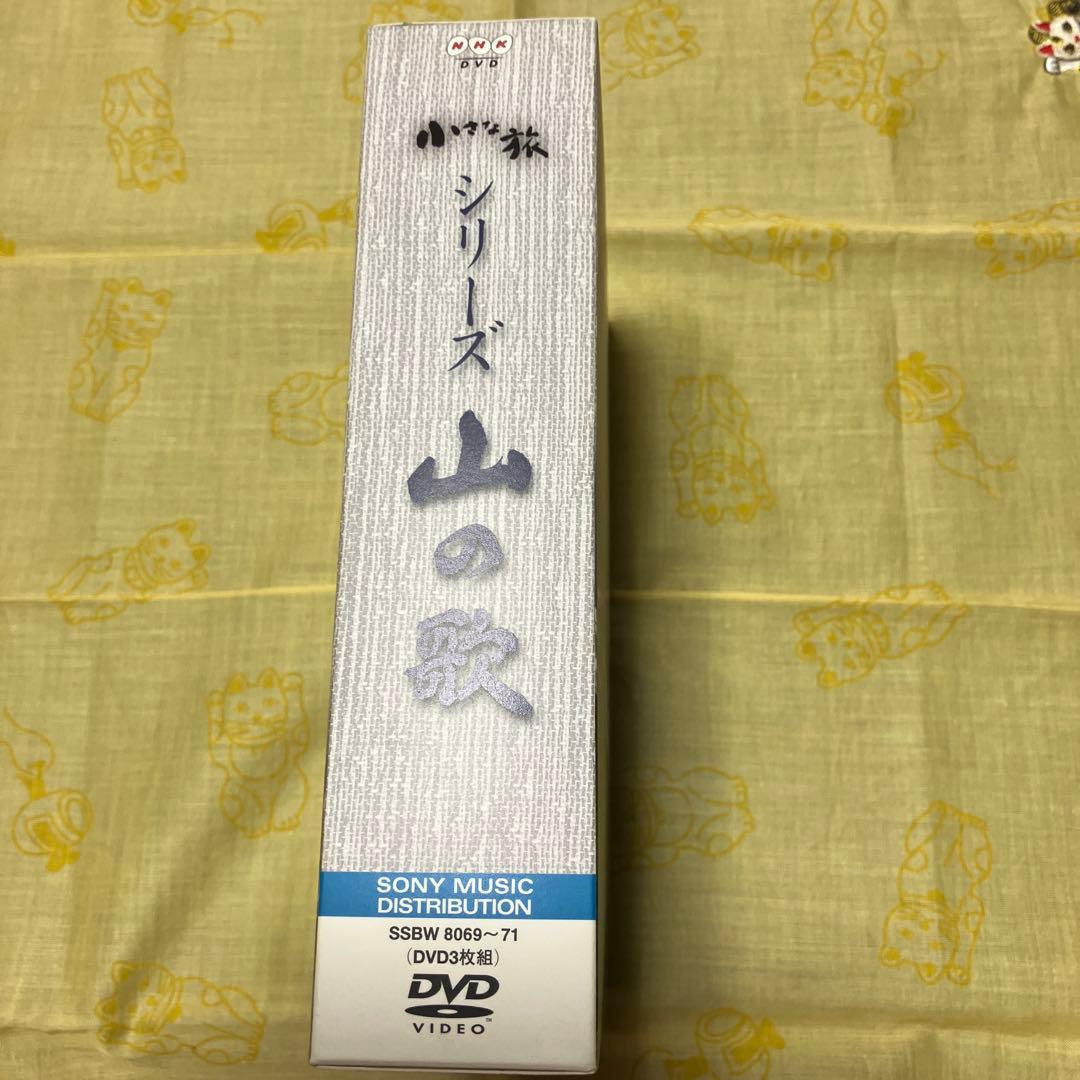 NHK
DVD
小さな旅
シリーズ
山の歌
SONY MUSIC
DISTRIBUTION
SSBW 8069～71
（DVD3枚組）
DVD
VIDEO™